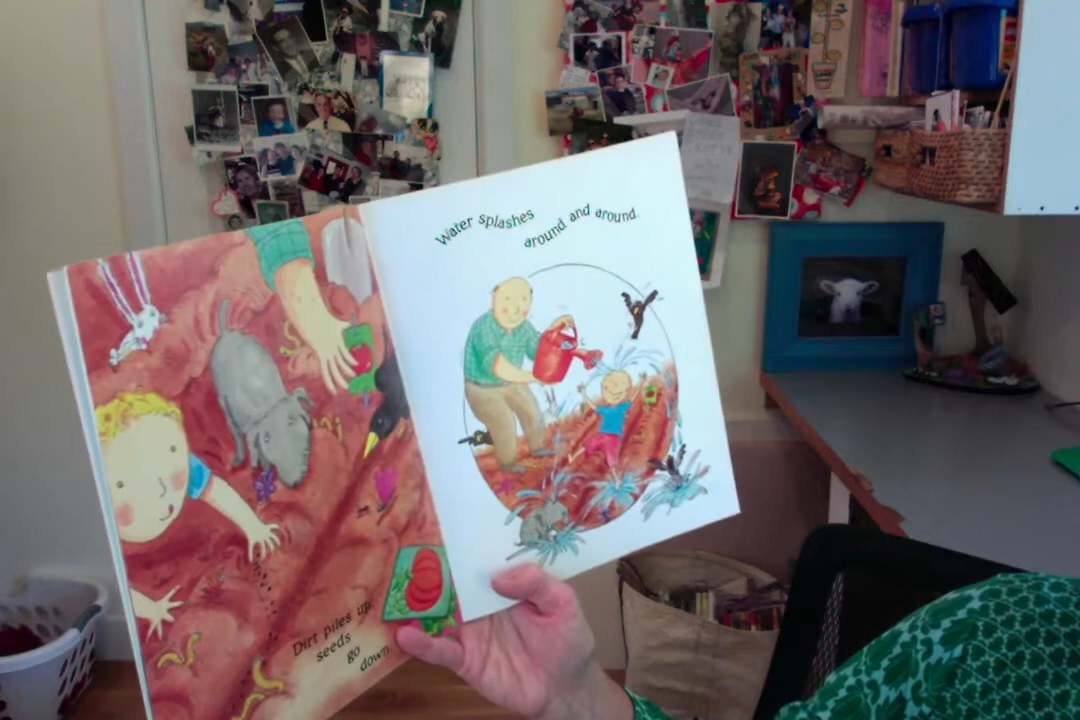 Dirt piles up,
seeds
go
down.
Water splashes
around and around.